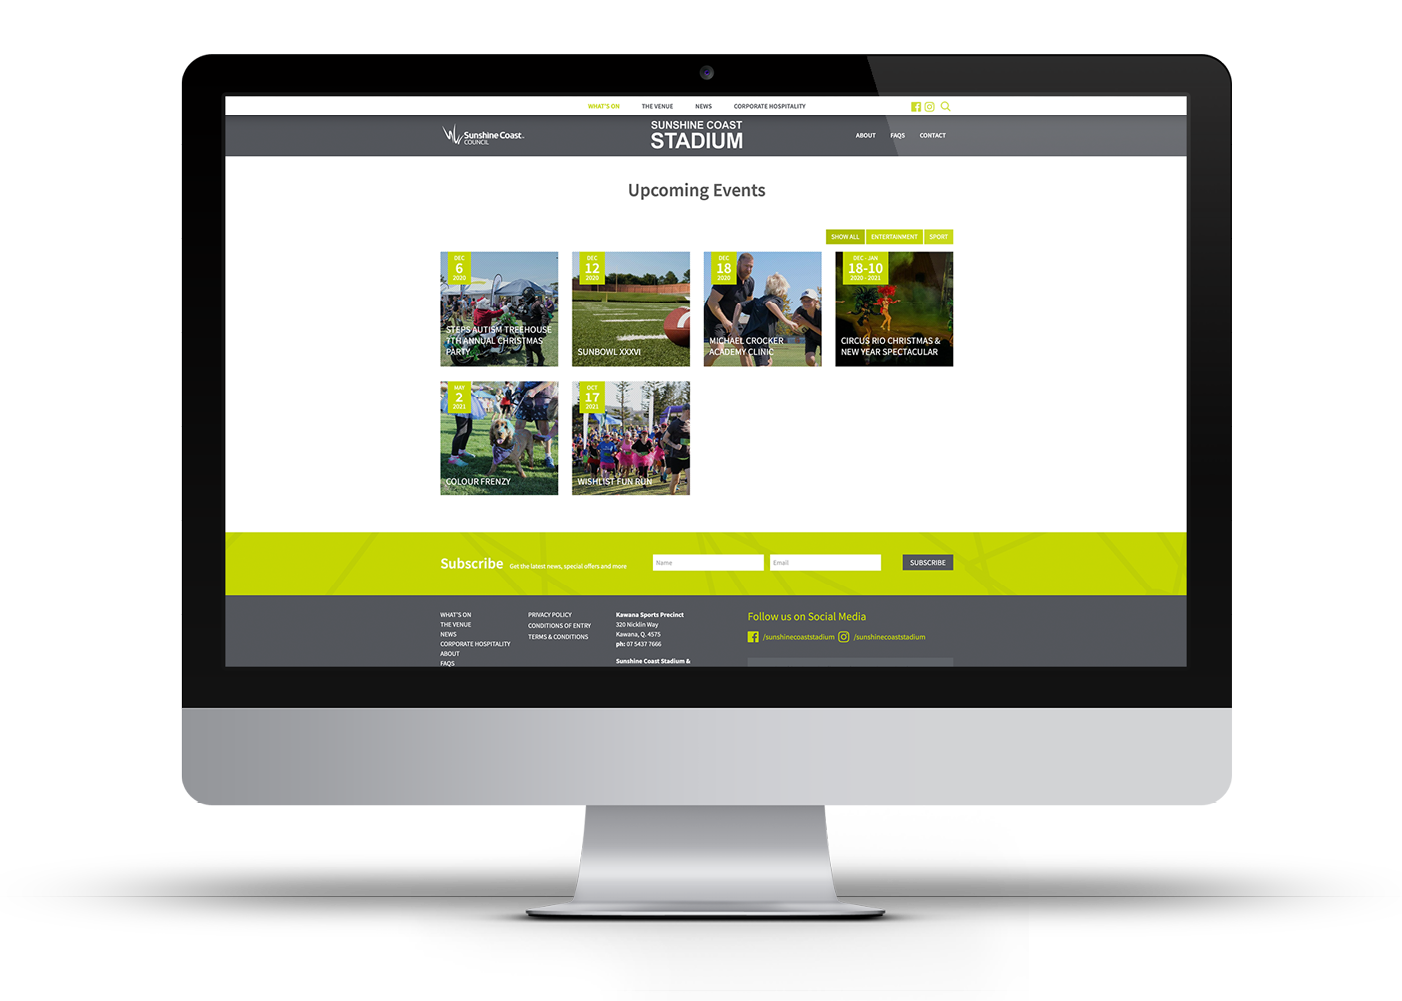 WHAT'S ON THE VENUE NEWS CORPORATE HOSPITALITY
Sunshine Coast
COUNCIL
SUNSHINE COAST
STADIUM
ABOUT FAQS CONTACT
Upcoming Events
SHOW ALL ENTERTAINMENT SPORT
DEC
6
2020
STEPS AUTISM TREEHOUSE
7TH ANNUAL CHRISTMAS
PARTY
DEC
12
2020
SUNBOWL XXXVI
DEC
18
2020
MICHAEL CROCKER
ACADEMY CLINIC
DEC - JAN
18-10
2020 - 2021
CIRCUS RIO CHRISTMAS &
NEW YEAR SPECTACULAR
MAY
2
2021
COLOUR FRENZY
OCT
17
2021
WISHLIST FUN RUN
Subscribe Get the latest news, special offers and more
Name
Email
SUBSCRIBE
WHAT'S ON
THE VENUE
NEWS
CORPORATE HOSPITALITY
ABOUT
FAQS
PRIVACY POLICY
CONDITIONS OF ENTRY
TERMS & CONDITIONS
Kawana Sports Precinct
320 Nicklin Way
Kawana, Q. 4575
ph: 07 5437 7666
Sunshine Coast Stadium &
Follow us on Social Media
/sunshinecoaststadium /sunshinecoaststadium